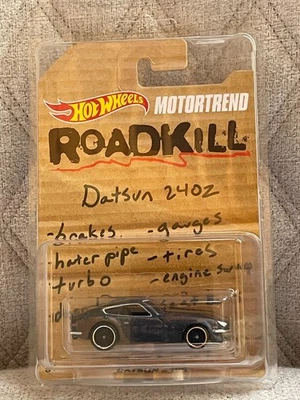 Hot Wheels MOTORTREND
ROADKILL
Datsun 240z
-brakes -gauges
-heater pipe -tires
-turbo -engine swap